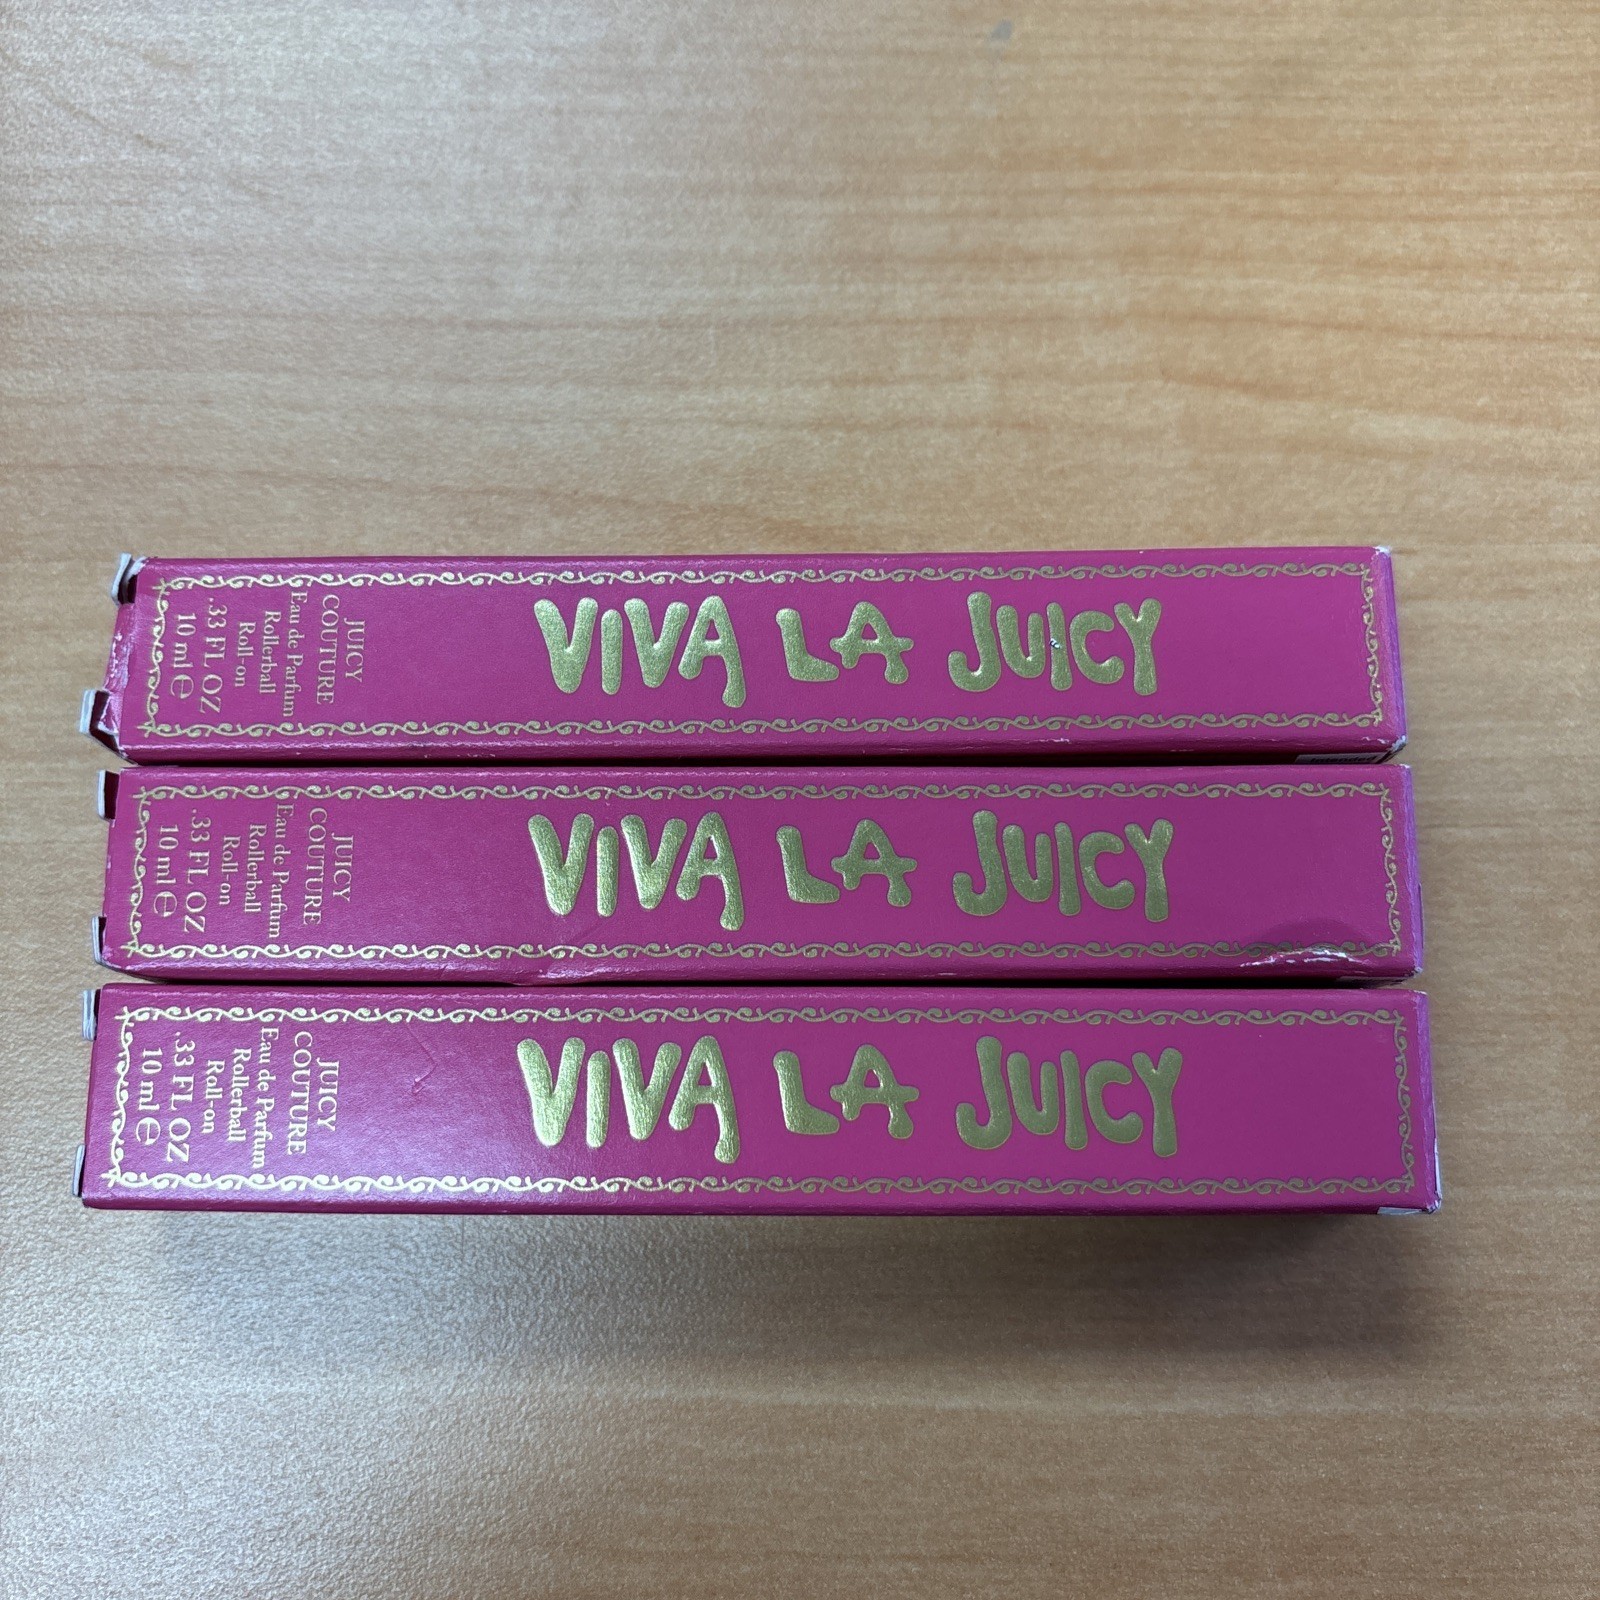 VIVA LA JUICY
JUICY
COUTURE
Eau de Parfum
Rollerball
Roll-on
.33 FL OZ
10 ml ℮
VIVA LA JUICY
JUICY
COUTURE
Eau de Parfum
Rollerball
Roll-on
.33 FL OZ
10 ml ℮
VIVA LA JUICY
JUICY
COUTURE
Eau de Parfum
Rollerball
Roll-on
.33 FL OZ
10 ml ℮